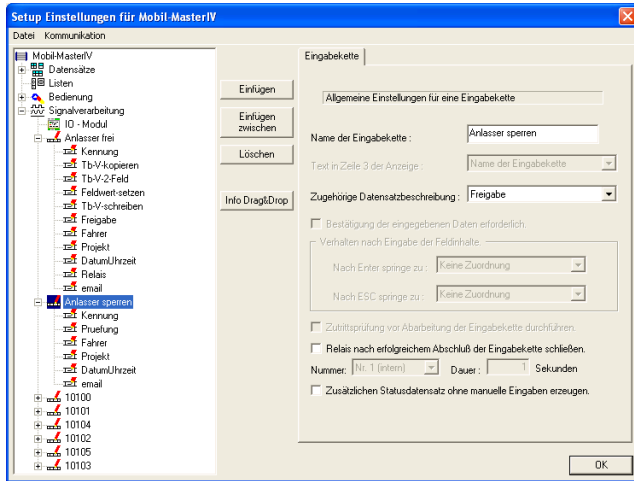 Setup Einstellungen für Mobil-MasterIV
Datei Kommunikation
Mobil-MasterIV
Datensätze
Listen
Bedienung
Signalverarbeitung
IO - Modul
Anlasser frei
Kennung
Tb-V-kopieren
Tb-V-2-Feld
Feldwert-setzen
Tb-V-schreiben
Freigabe
Fahrer
Projekt
DatumUhrzeit
Relais
email
Anlasser sperren
Kennung
Pruefung
Fahrer
Projekt
DatumUhrzeit
email
10100
10101
10104
10102
10105
10103
Einfügen
Einfügen
zwischen
Löschen
Info Drag&Drop
Eingabekette
Allgemeine Einstellungen für eine Eingabekette
Name der Eingabekette : Anlasser sperren
Text in Zeile 3 der Anzeige : Name der Eingabekette
Zugehörige Datensatzbeschreibung : Freigabe
Bestätigung der eingegebenen Daten erforderlich.
Verhalten nach Eingabe der Feldinhalte.
Nach Enter springe zu : Keine Zuordnung
Nach ESC springe zu : Keine Zuordnung
Zutrittsprüfung vor Abarbeitung der Eingabekette durchführen.
Relais nach erfolgreichem Abschluß der Eingabekette schließen.
Nummer: Nr. 1 (intern) Dauer : 1 Sekunden
Zusätzlichen Statusdatensatz ohne manuelle Eingaben erzeugen.
OK